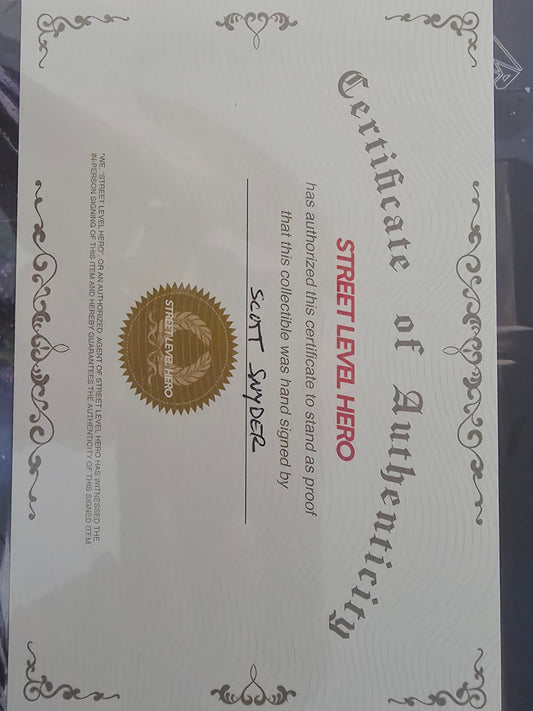 Certificate of Authenticity
STREET LEVEL HERO
has authorized this certificate to stand as proof
that this collectible was hand signed by
SCOTT SNYDER
STREET LEVEL HERO
*WE, "STREET LEVEL HERO", OR AN AUTHORIZED AGENT OF STREET LEVEL HERO HAS WITNESSED THE
IN-PERSON SIGNING OF THIS ITEM AND HEREBY GUARANTEES THE AUTHENTICITY OF THIS SIGNED ITEM.